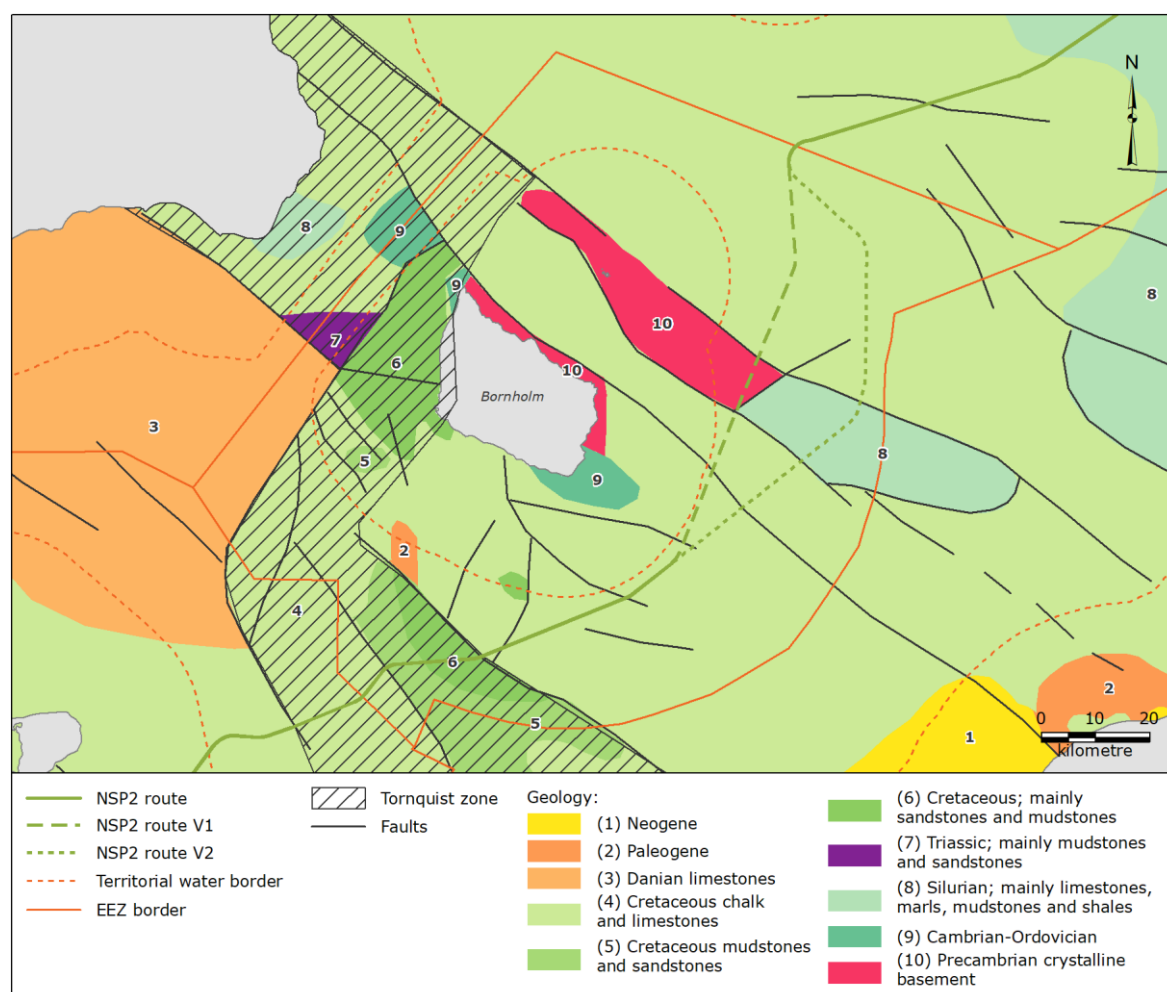 N
8
9
9
7
6
10
10
8
Bornholm
3
5
8
9
2
4
6
5
2
1
0 10 20
kilometre
NSP2 route
NSP2 route V1
NSP2 route V2
Territorial water border
EEZ border
Tornquist zone
Faults
Geology:
(1) Neogene
(2) Paleogene
(3) Danian limestones
(4) Cretaceous chalk
and limestones
(5) Cretaceous mudstones
and sandstones
(6) Cretaceous; mainly
sandstones and mudstones
(7) Triassic; mainly mudstones
and sandstones
(8) Silurian; mainly limestones,
marls, mudstones and shales
(9) Cambrian-Ordovician
(10) Precambrian crystalline
basement